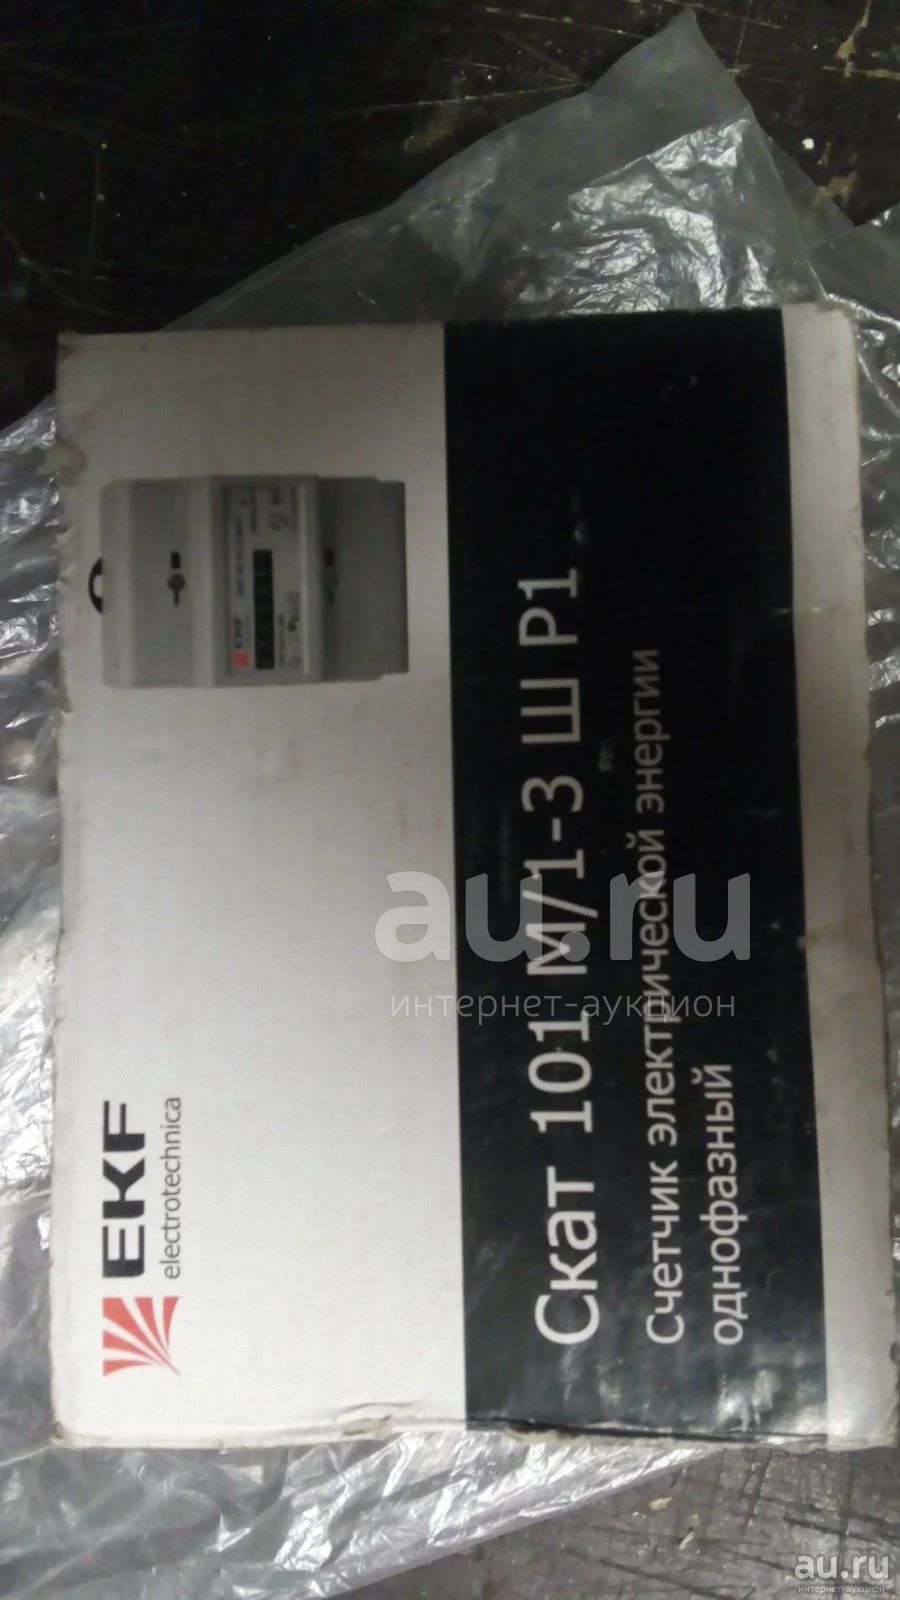 EKF
electrotechnica
EKF
Скат 101 М/1-3 Ш Р1
Счетчик электрической энергии
однофазный
au.ru
интернет-аукцион
au.ru
интернет-аукцион